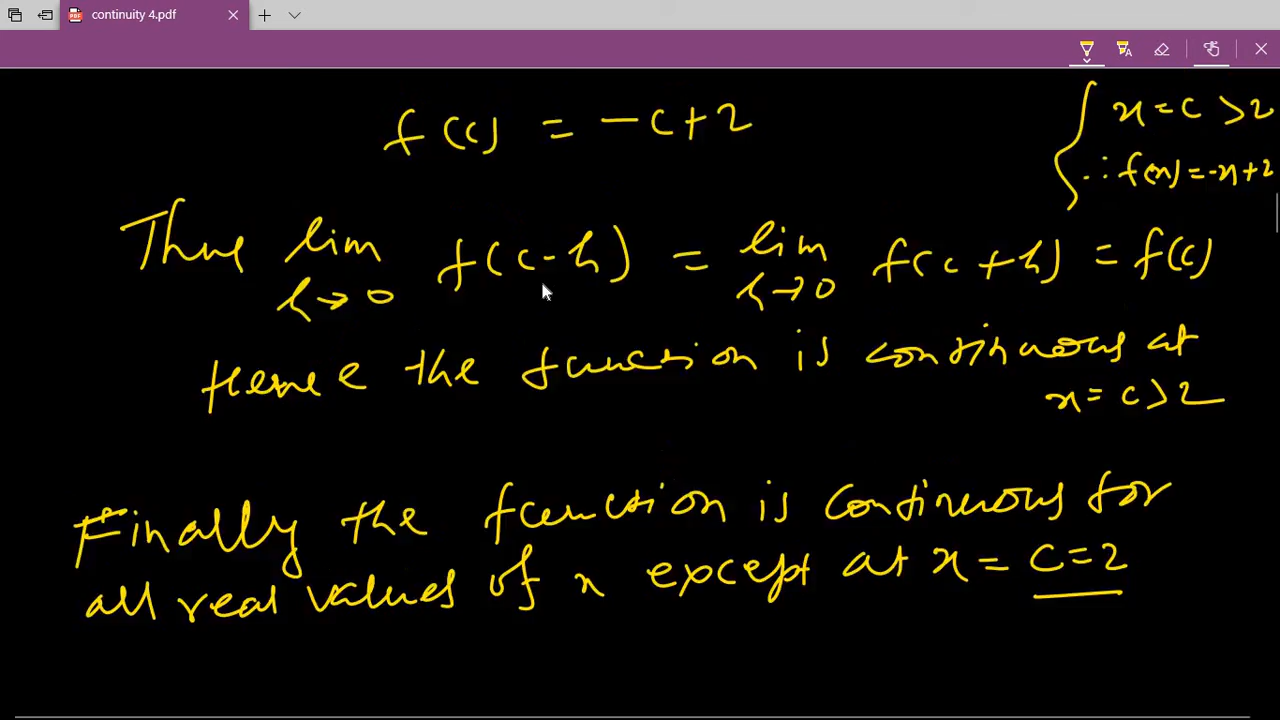 continuity 4.pdf
f(c) = -c+2
{ x = c > 2
∴ f(x) = -x+2
Thus lim f(c-h) = lim f(c+h) = f(c)
h→0 h→0
Hence the function is continuous at
x = c > 2
Finally the function is continuous for
all real values of x except at x = c = 2